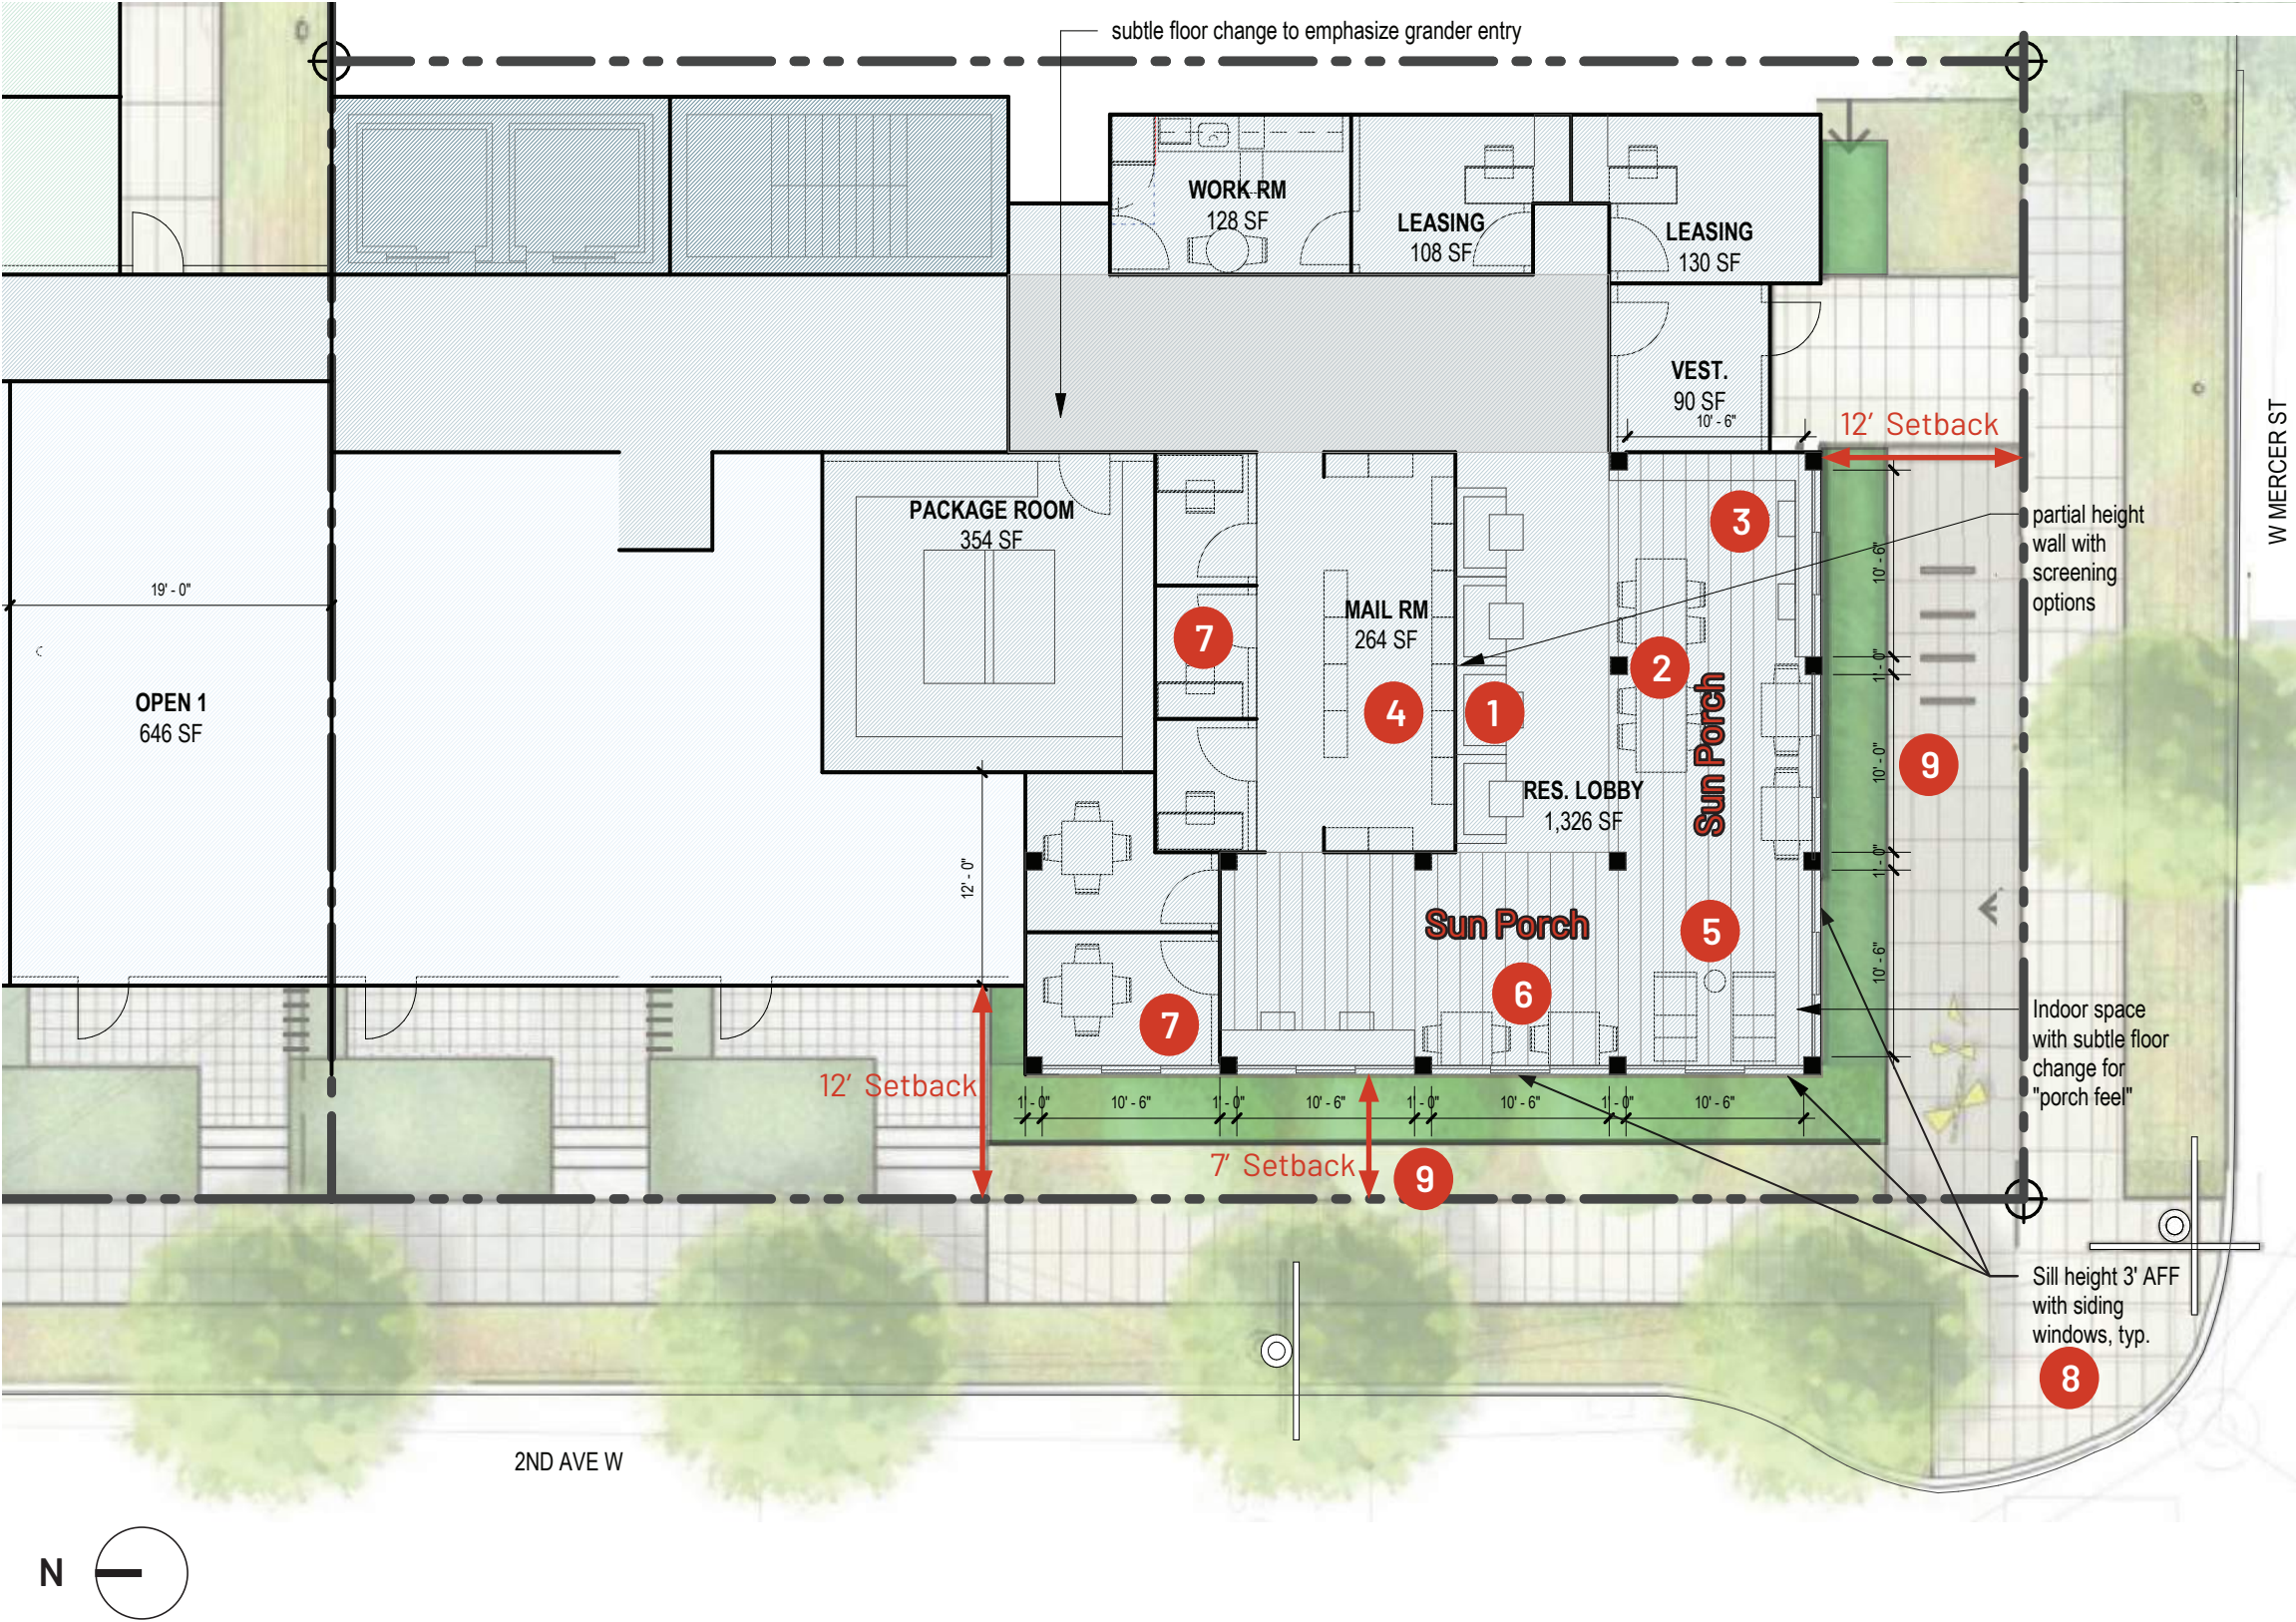 subtle floor change to emphasize grander entry
WORK RM
128 SF
LEASING
108 SF
LEASING
130 SF
VEST.
90 SF
10' - 6"
12' Setback
W MERCER ST
partial height
wall with
screening
options
PACKAGE ROOM
354 SF
3
10' - 6"
19' - 0"
MAIL RM
264 SF
7
2
1' - 0"
OPEN 1
646 SF
4
1
Sun Porch
9
10' - 0"
RES. LOBBY
1,326 SF
12' - 0"
1' - 0"
Sun Porch
5
10' - 6"
6
7
Indoor space
with subtle floor
change for
"porch feel"
12' Setback
1' - 0"
10' - 6"
1' - 0"
10' - 6"
1' - 0"
10' - 6"
1' - 0"
10' - 6"
7' Setback
9
Sill height 3' AFF
with siding
windows, typ.
8
2ND AVE W
N